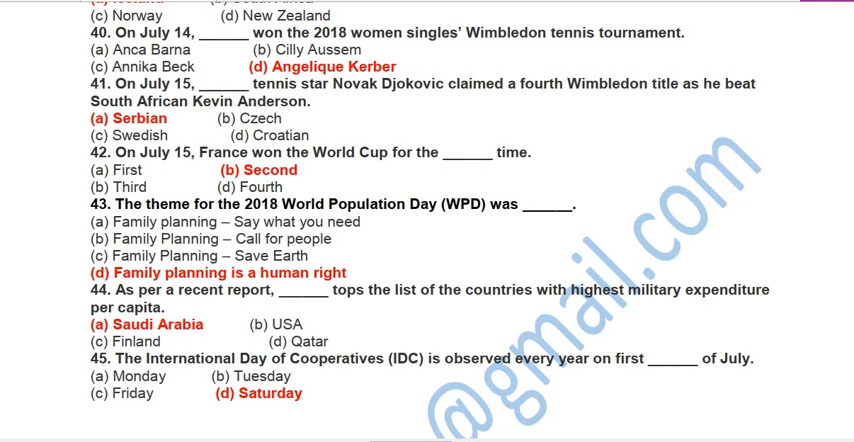 (c) Norway (d) New Zealand
40. On July 14, ______ won the 2018 women singles’ Wimbledon tennis tournament.
(a) Anca Barna (b) Cilly Aussem
(c) Annika Beck (d) Angelique Kerber
41. On July 15, ______ tennis star Novak Djokovic claimed a fourth Wimbledon title as he beat
South African Kevin Anderson.
(a) Serbian (b) Czech
(c) Swedish (d) Croatian
42. On July 15, France won the World Cup for the ______ time.
(a) First (b) Second
(b) Third (d) Fourth
43. The theme for the 2018 World Population Day (WPD) was ______.
(a) Family planning – Say what you need
(b) Family Planning – Call for people
(c) Family Planning – Save Earth
(d) Family planning is a human right
44. As per a recent report, ______ tops the list of the countries with highest military expenditure
per capita.
(a) Saudi Arabia (b) USA
(c) Finland (d) Qatar
45. The International Day of Cooperatives (IDC) is observed every year on first ______ of July.
(a) Monday (b) Tuesday
(c) Friday (d) Saturday
@gmail.com